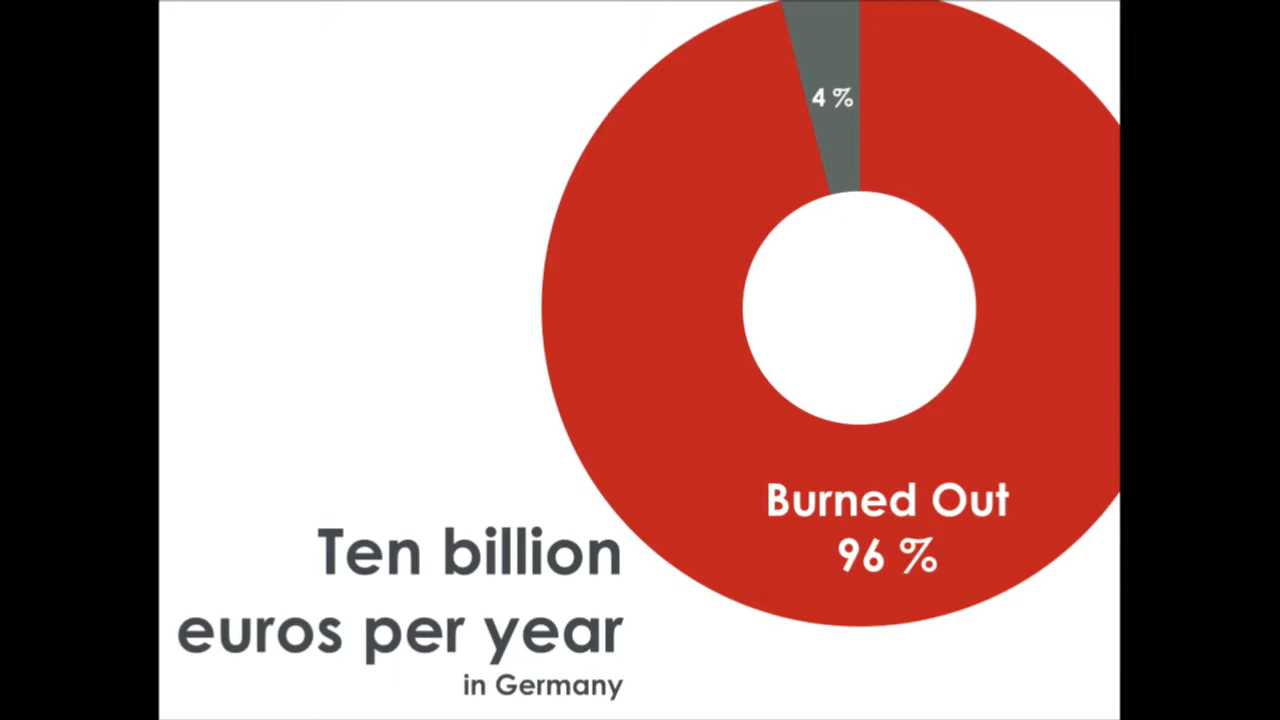 4 %
Burned Out
96 %
Ten billion
euros per year
in Germany